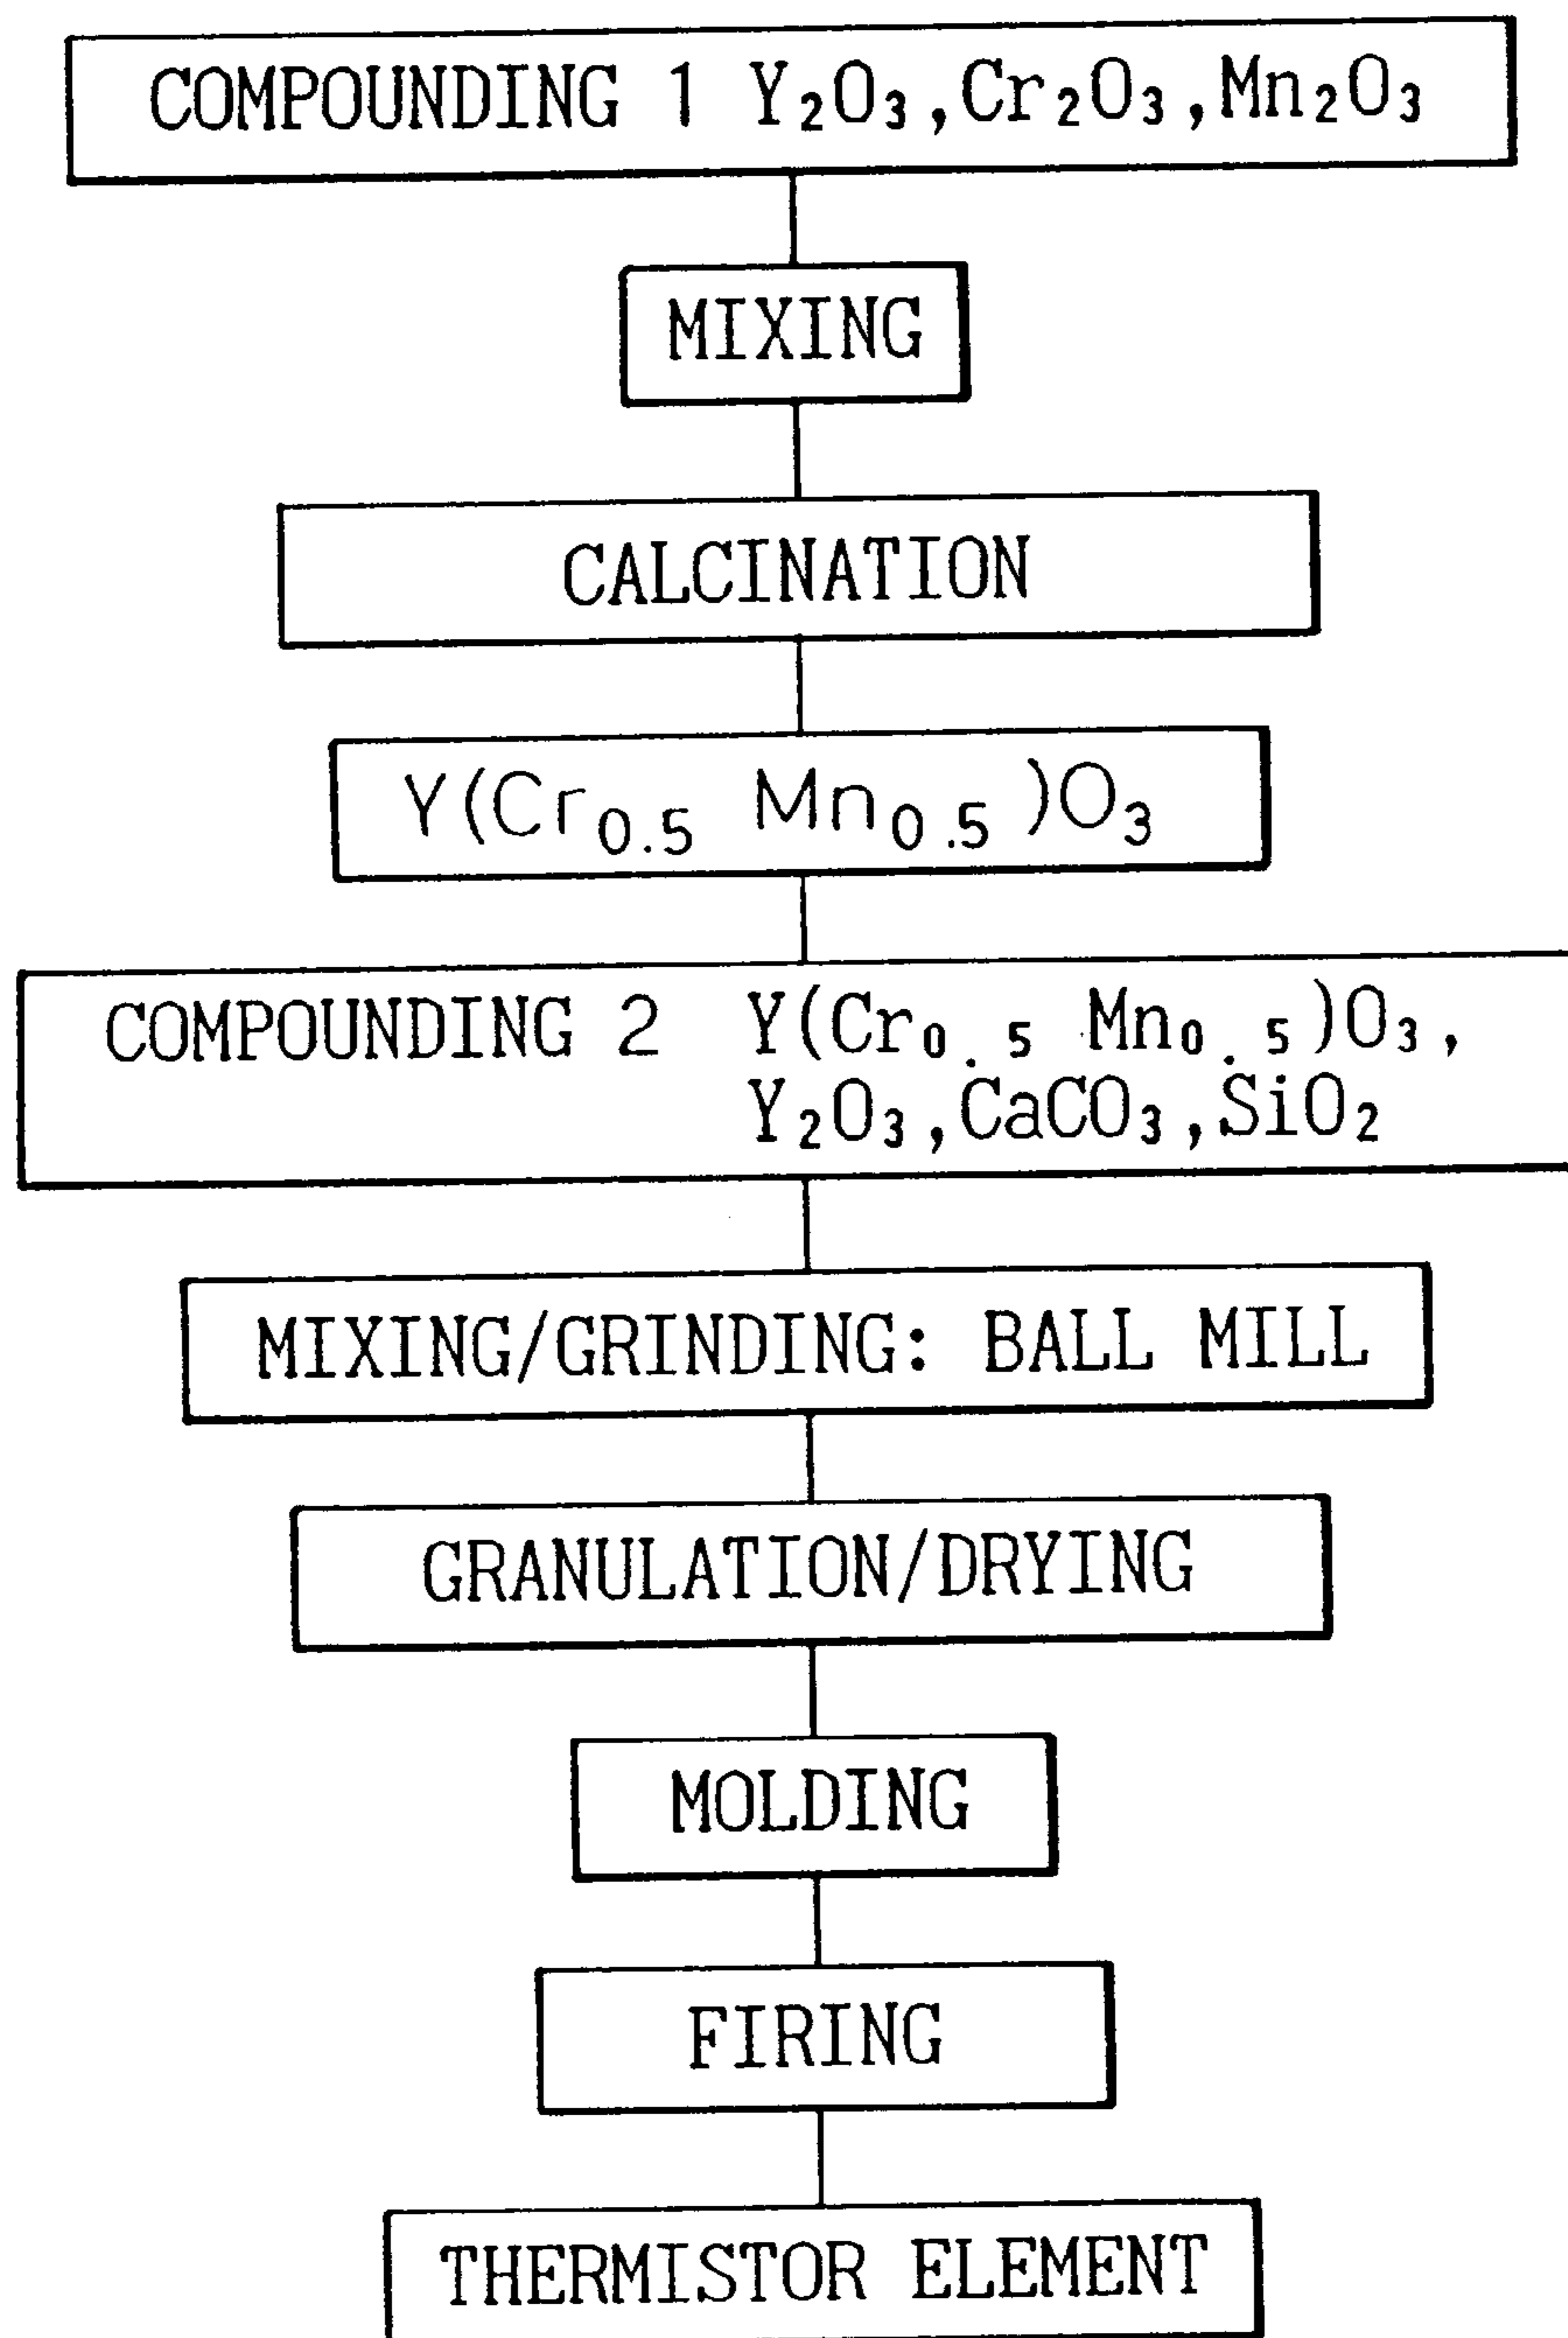 COMPOUNDING 1 Y₂O₃,Cr₂O₃,Mn₂O₃
MIXING
CALCINATION
Y(Cr₀.₅ Mn₀.₅)O₃
COMPOUNDING 2 Y(Cr₀.₅ Mn₀.₅)O₃,
Y₂O₃,CaCO₃,SiO₂
MIXING/GRINDING: BALL MILL
GRANULATION/DRYING
MOLDING
FIRING
THERMISTOR ELEMENT